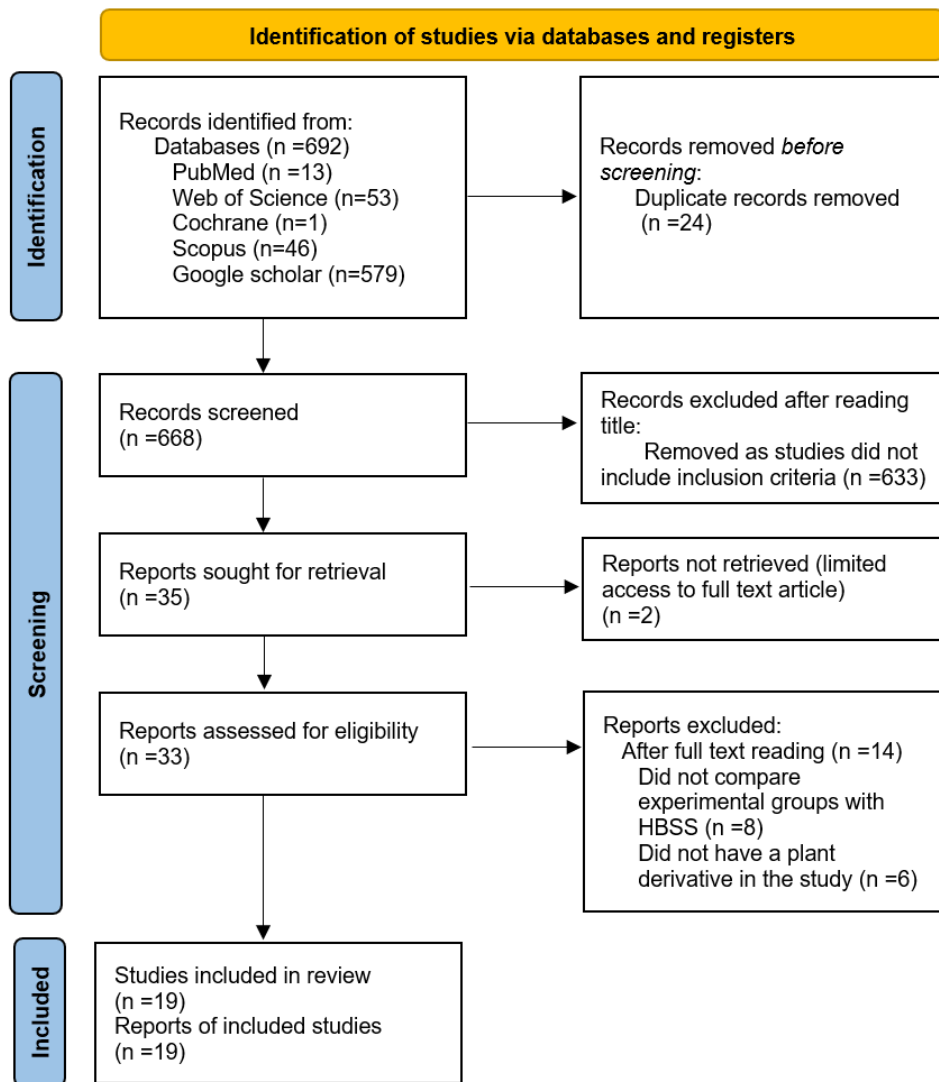 Identification of studies via databases and registers
Identification
Records identified from:
Databases (n =692)
PubMed (n =13)
Web of Science (n=53)
Cochrane (n=1)
Scopus (n=46)
Google scholar (n=579)
Records removed before
screening:
Duplicate records removed
(n =24)
Screening
Records screened
(n =668)
Records excluded after reading
title:
Removed as studies did not
include inclusion criteria (n =633)
Reports sought for retrieval
(n =35)
Reports not retrieved (limited
access to full text article)
(n =2)
Reports assessed for eligibility
(n =33)
Reports excluded:
After full text reading (n =14)
Did not compare
experimental groups with
HBSS (n =8)
Did not have a plant
derivative in the study (n =6)
Included
Studies included in review
(n =19)
Reports of included studies
(n =19)